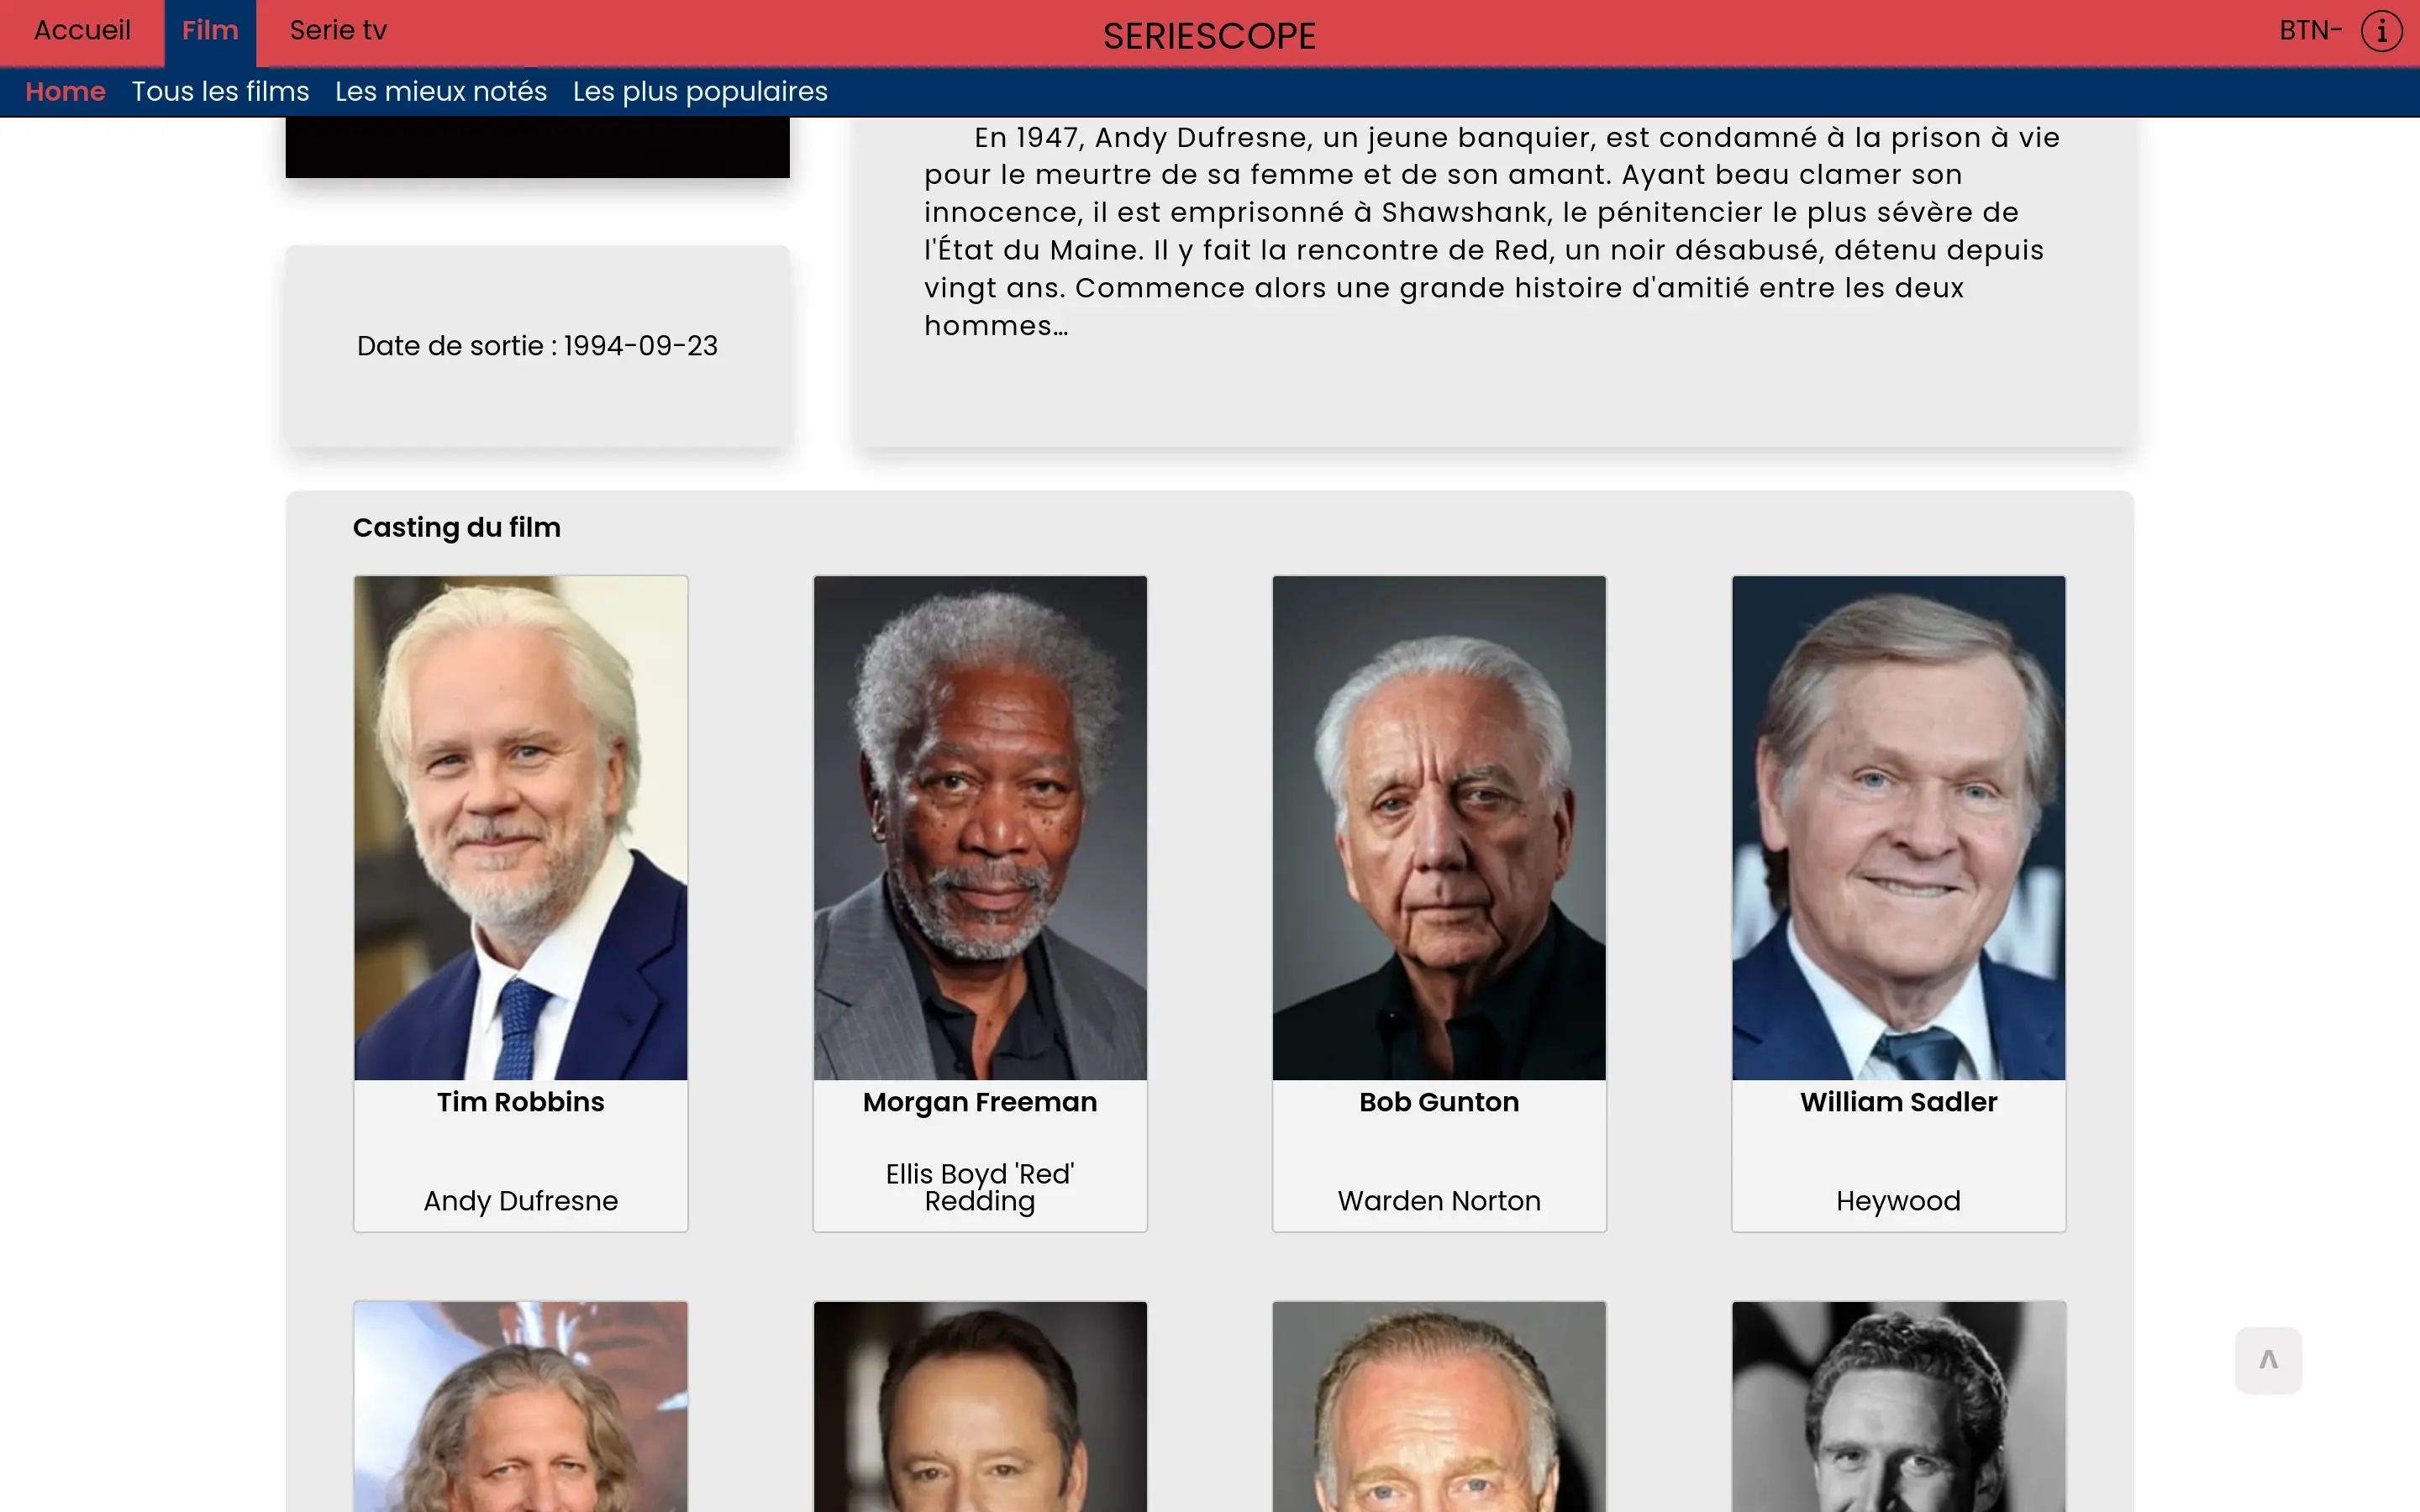 Accueil
Film
Serie tv
SERIESCOPE
BTN-
i
Home
Tous les films
Les mieux notés
Les plus populaires
En 1947, Andy Dufresne, un jeune banquier, est condamné à la prison à vie
pour le meurtre de sa femme et de son amant. Ayant beau clamer son
innocence, il est emprisonné à Shawshank, le pénitencier le plus sévère de
l'État du Maine. Il y fait la rencontre de Red, un noir désabusé, détenu depuis
vingt ans. Commence alors une grande histoire d'amitié entre les deux
hommes…
Date de sortie : 1994-09-23
Casting du film
Tim Robbins
Andy Dufresne
Morgan Freeman
Ellis Boyd 'Red'
Redding
Bob Gunton
Warden Norton
William Sadler
Heywood
^